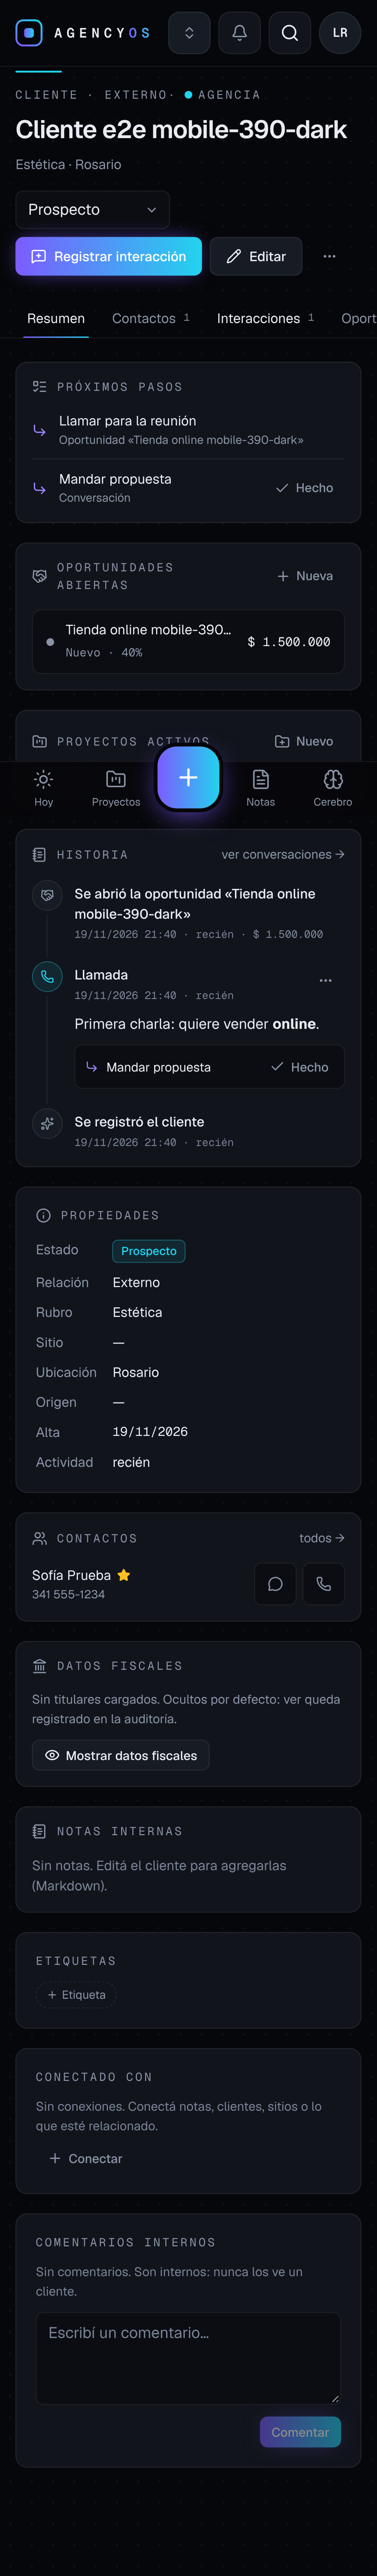 AGENCYOS
LR
CLIENTE · EXTERNO· AGENCIA
Cliente e2e mobile-390-dark
Estética · Rosario
Prospecto
Registrar interacción
Editar
Resumen
Contactos 1
Interacciones 1
Oport
PRÓXIMOS PASOS
Llamar para la reunión
Oportunidad «Tienda online mobile-390-dark»
Mandar propuesta
Conversación
Hecho
OPORTUNIDADES
ABIERTAS
Nueva
Tienda online mobile-390…
Nuevo · 40%
$ 1.500.000
PROYECTOS ACTIVOS
Nuevo
Hoy
Proyectos
Notas
Cerebro
HISTORIA
ver conversaciones →
Se abrió la oportunidad «Tienda online
mobile-390-dark»
19/11/2026 21:40 · recién · $ 1.500.000
Llamada
19/11/2026 21:40 · recién
Primera charla: quiere vender online.
Mandar propuesta
Hecho
Se registró el cliente
19/11/2026 21:40 · recién
PROPIEDADES
Estado Prospecto
Relación Externo
Rubro Estética
Sitio —
Ubicación Rosario
Origen —
Alta 19/11/2026
Actividad recién
CONTACTOS
todos →
Sofía Prueba
341 555-1234
DATOS FISCALES
Sin titulares cargados. Ocultos por defecto: ver queda
registrado en la auditoría.
Mostrar datos fiscales
NOTAS INTERNAS
Sin notas. Editá el cliente para agregarlas
(Markdown).
ETIQUETAS
+ Etiqueta
CONECTADO CON
Sin conexiones. Conectá notas, clientes, sitios o lo
que esté relacionado.
Conectar
COMENTARIOS INTERNOS
Sin comentarios. Son internos: nunca los ve un
cliente.
Escribí un comentario…
Comentar